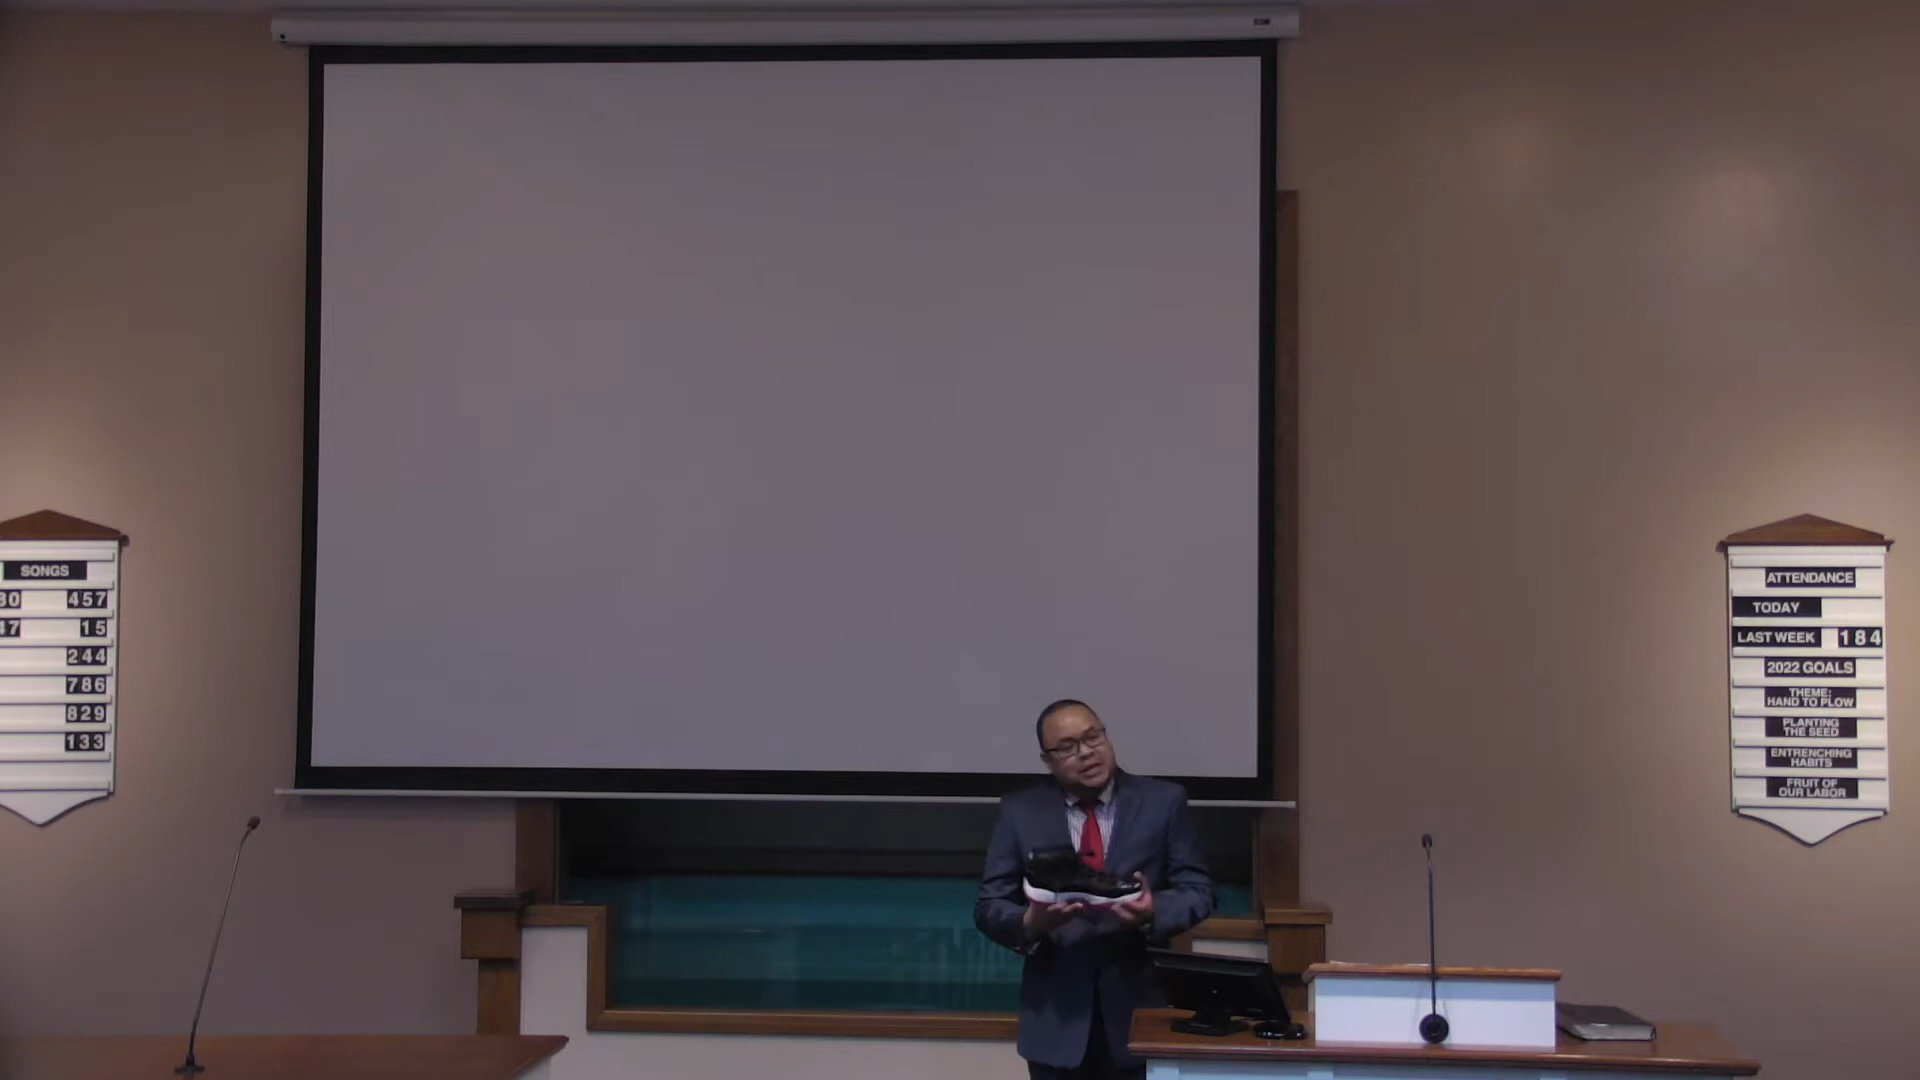 SONGS
30 457
47 15
244
786
829
133
ATTENDANCE
TODAY
LAST WEEK 184
2022 GOALS
THEME:
HAND TO PLOW
PLANTING
THE SEED
ENTRENCHING
HABITS
FRUIT OF
OUR LABOR